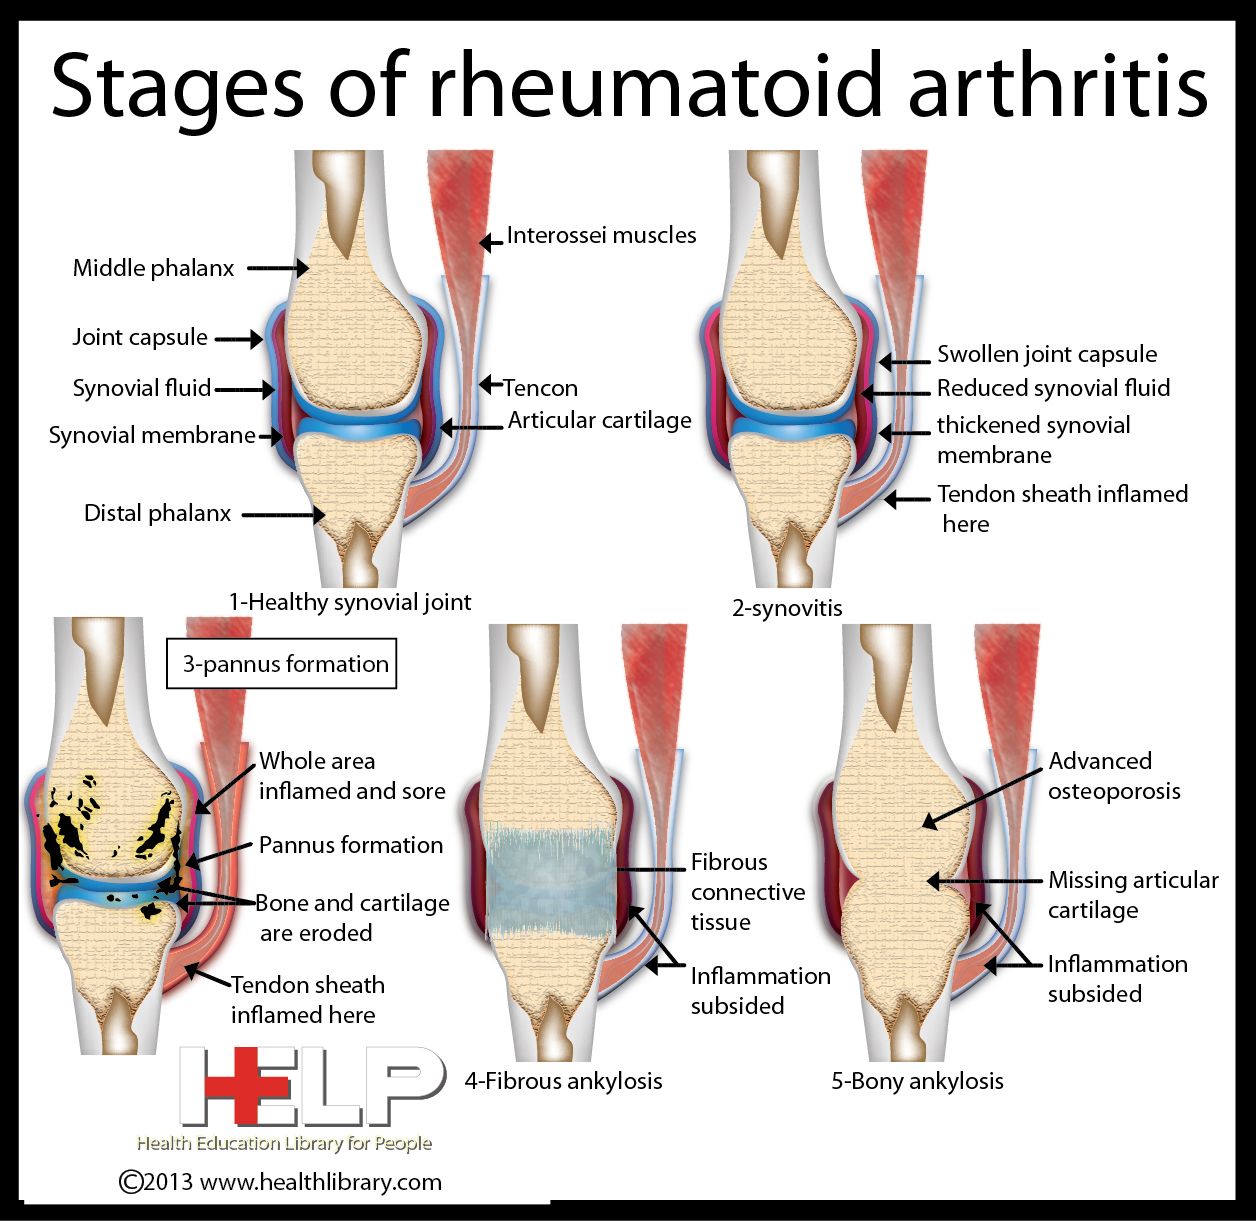 Stages of rheumatoid arthritis
Interossei muscles
Middle phalanx
Joint capsule
Synovial fluid
Tencon
Articular cartilage
Synovial membrane
Distal phalanx
1-Healthy synovial joint
Swollen joint capsule
Reduced synovial fluid
thickened synovial
membrane
Tendon sheath inflamed
here
2-synovitis
3-pannus formation
Whole area
inflamed and sore
Pannus formation
Bone and cartilage
are eroded
Tendon sheath
inflamed here
Fibrous
connective
tissue
Inflammation
subsided
4-Fibrous ankylosis
Advanced
osteoporosis
Missing articular
cartilage
Inflammation
subsided
5-Bony ankylosis
HELP
Health Education Library for People
©2013 www.healthlibrary.com